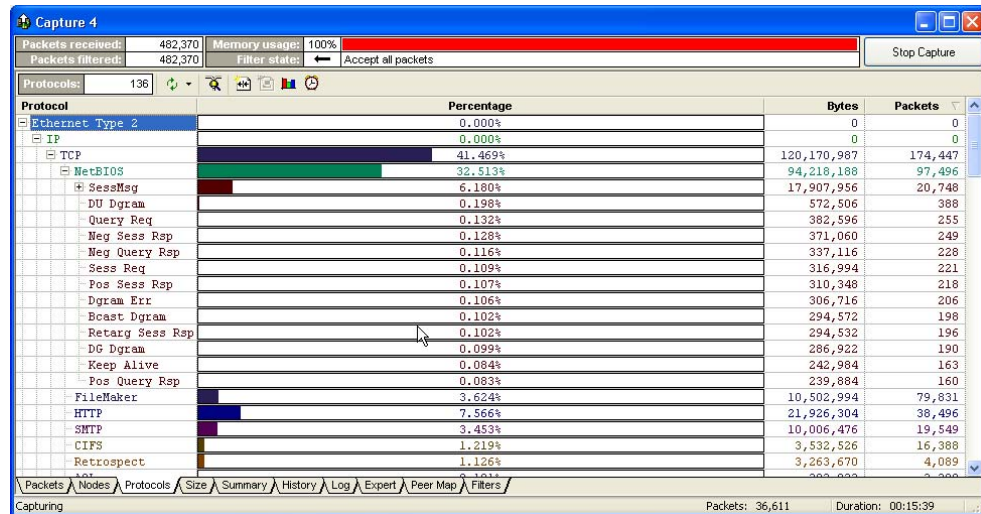 Capture 4
Packets received: 482,370 Memory usage: 100%
Packets filtered: 482,370 Filter state: Accept all packets
Stop Capture
Protocols: 136
Protocol Percentage Bytes Packets
Ethernet Type 2 0.000% 0 0
IP 0.000% 0 0
TCP 41.469% 120,170,987 174,447
NetBIOS 32.513% 94,218,188 97,496
SessMsg 6.180% 17,907,956 20,748
DU Dgram 0.198% 572,506 388
Query Req 0.132% 382,596 255
Neg Sess Rsp 0.128% 371,060 249
Neg Query Rsp 0.116% 337,116 228
Sess Req 0.109% 316,994 221
Pos Sess Rsp 0.107% 310,348 218
Dgram Err 0.106% 306,716 206
Bcast Dgram 0.102% 294,572 198
Retarg Sess Rsp 0.102% 294,532 196
DG Dgram 0.099% 286,922 190
Keep Alive 0.084% 242,984 163
Pos Query Rsp 0.083% 239,884 160
FileMaker 3.624% 10,502,994 79,831
HTTP 7.566% 21,926,304 38,496
SMTP 3.453% 10,006,476 19,549
CIFS 1.219% 3,532,526 16,388
Retrospect 1.126% 3,263,670 4,089
Packets Nodes Protocols Size Summary History Log Expert Peer Map Filters
Capturing Packets: 36,611 Duration: 00:15:39